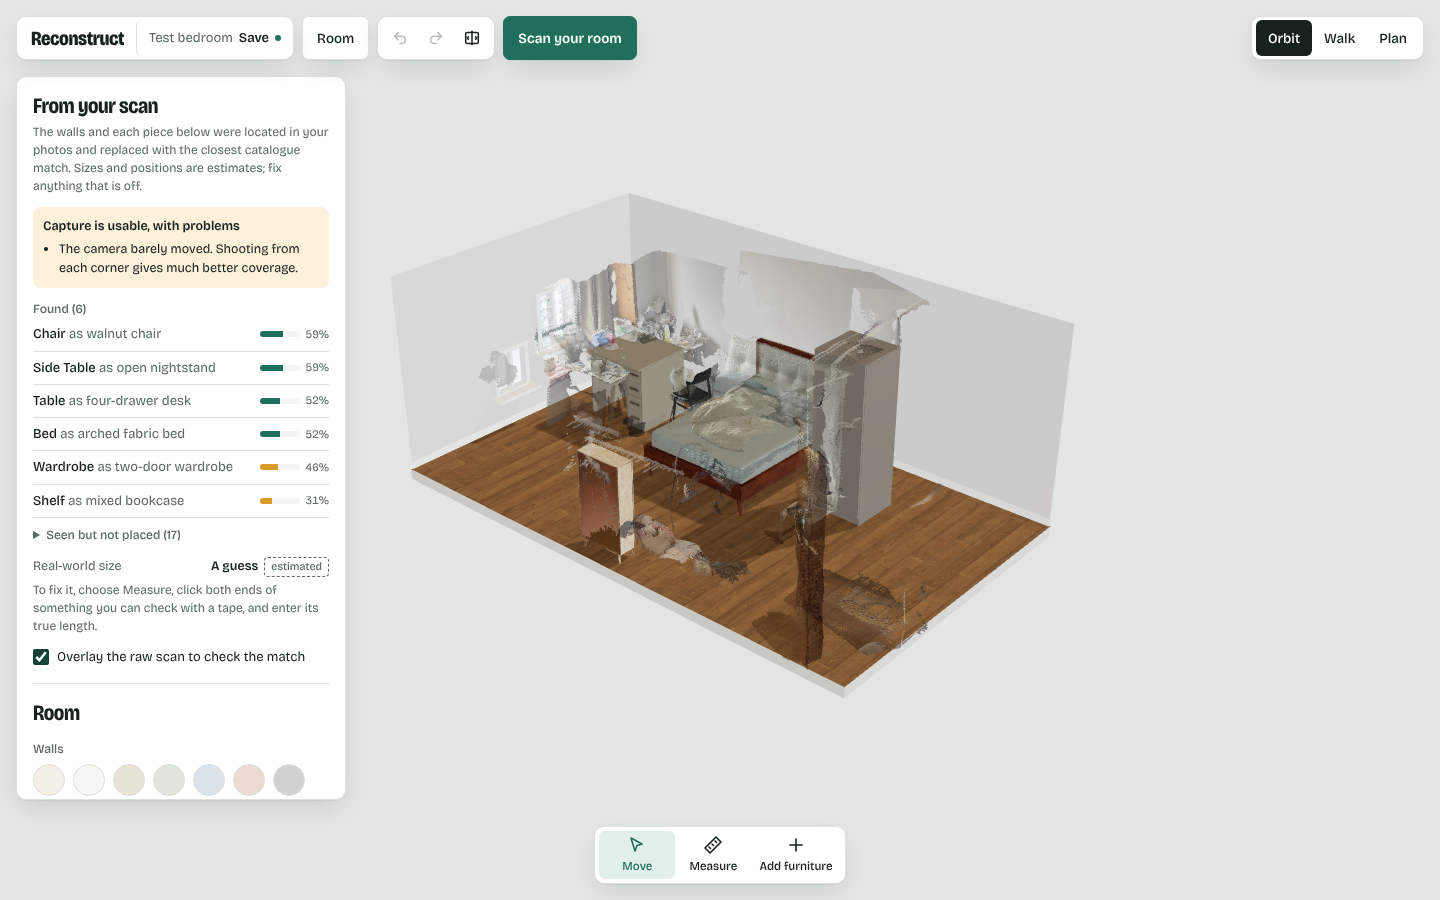 Reconstruct
Test bedroom Save
Room
Scan your room
Orbit
Walk
Plan
From your scan
The walls and each piece below were located in your
photos and replaced with the closest catalogue
match. Sizes and positions are estimates; fix
anything that is off.
Capture is usable, with problems
• The camera barely moved. Shooting from
each corner gives much better coverage.
Found (6)
Chair as walnut chair 59%
Side Table as open nightstand 59%
Table as four-drawer desk 52%
Bed as arched fabric bed 52%
Wardrobe as two-door wardrobe 46%
Shelf as mixed bookcase 31%
Seen but not placed (17)
Real-world size A guess estimated
To fix it, choose Measure, click both ends of
something you can check with a tape, and enter its
true length.
Overlay the raw scan to check the match
Room
Walls
Move
Measure
Add furniture